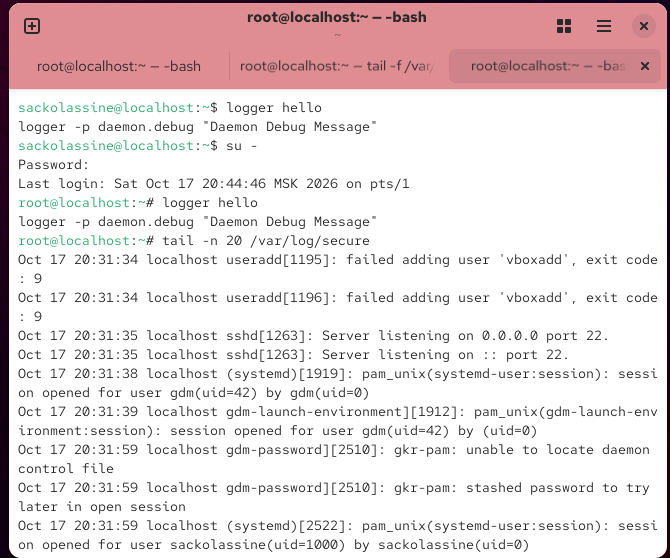 root@localhost:~ — -bash
~
root@localhost:~ — -bash
root@localhost:~ — tail -f /var/
root@localhost:~ — -bas
sackolassine@localhost:~$ logger hello
logger -p daemon.debug "Daemon Debug Message"
sackolassine@localhost:~$ su -
Password:
Last login: Sat Oct 17 20:44:46 MSK 2026 on pts/1
root@localhost:~# logger hello
logger -p daemon.debug "Daemon Debug Message"
root@localhost:~# tail -n 20 /var/log/secure
Oct 17 20:31:34 localhost useradd[1195]: failed adding user 'vboxadd', exit code
: 9
Oct 17 20:31:34 localhost useradd[1196]: failed adding user 'vboxadd', exit code
: 9
Oct 17 20:31:35 localhost sshd[1263]: Server listening on 0.0.0.0 port 22.
Oct 17 20:31:35 localhost sshd[1263]: Server listening on :: port 22.
Oct 17 20:31:38 localhost (systemd)[1919]: pam_unix(systemd-user:session): sessi
on opened for user gdm(uid=42) by gdm(uid=0)
Oct 17 20:31:39 localhost gdm-launch-environment][1912]: pam_unix(gdm-launch-env
ironment:session): session opened for user gdm(uid=42) by (uid=0)
Oct 17 20:31:59 localhost gdm-password][2510]: gkr-pam: unable to locate daemon
control file
Oct 17 20:31:59 localhost gdm-password][2510]: gkr-pam: stashed password to try
later in open session
Oct 17 20:31:59 localhost (systemd)[2522]: pam_unix(systemd-user:session): sessi
on opened for user sackolassine(uid=1000) by sackolassine(uid=0)